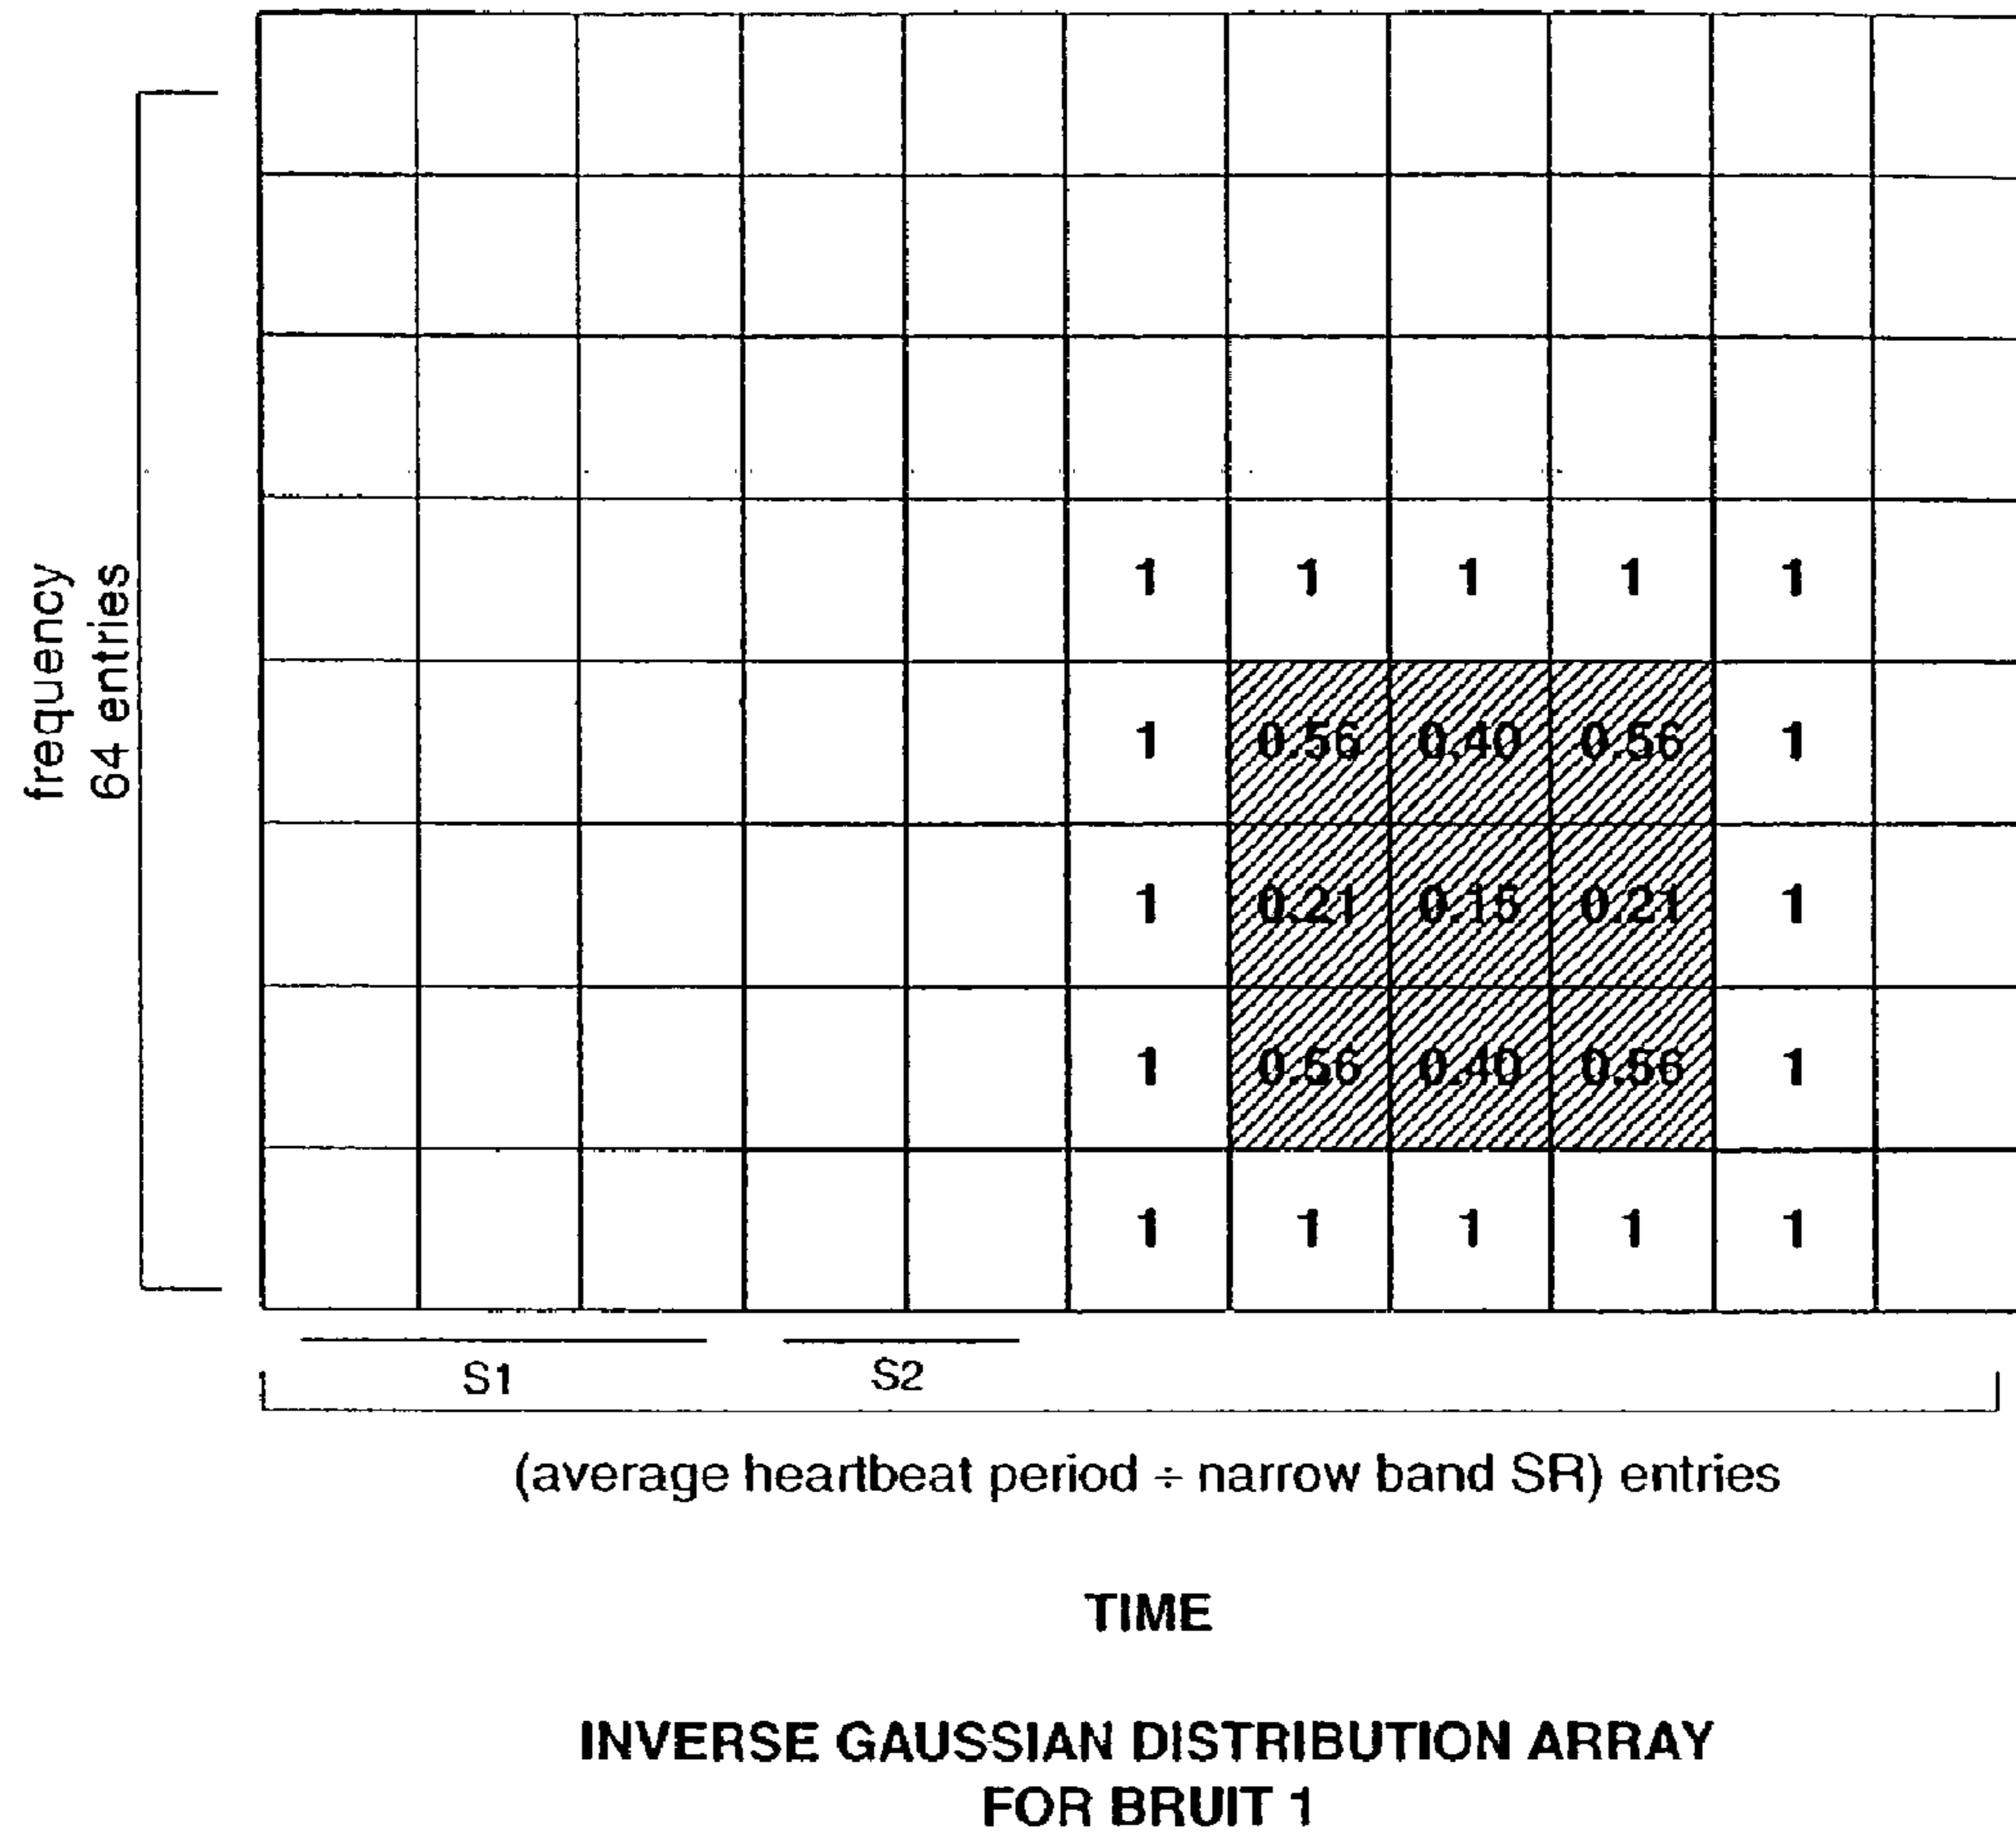 frequency
64 entries
1 1 1 1 1
1 0.56 0.40 0.56 1
1 0.21 0.15 0.21 1
1 0.56 0.40 0.56 1
1 1 1 1 1
S1 S2
(average heartbeat period ÷ narrow band SR) entries
TIME
INVERSE GAUSSIAN DISTRIBUTION ARRAY
FOR BRUIT 1